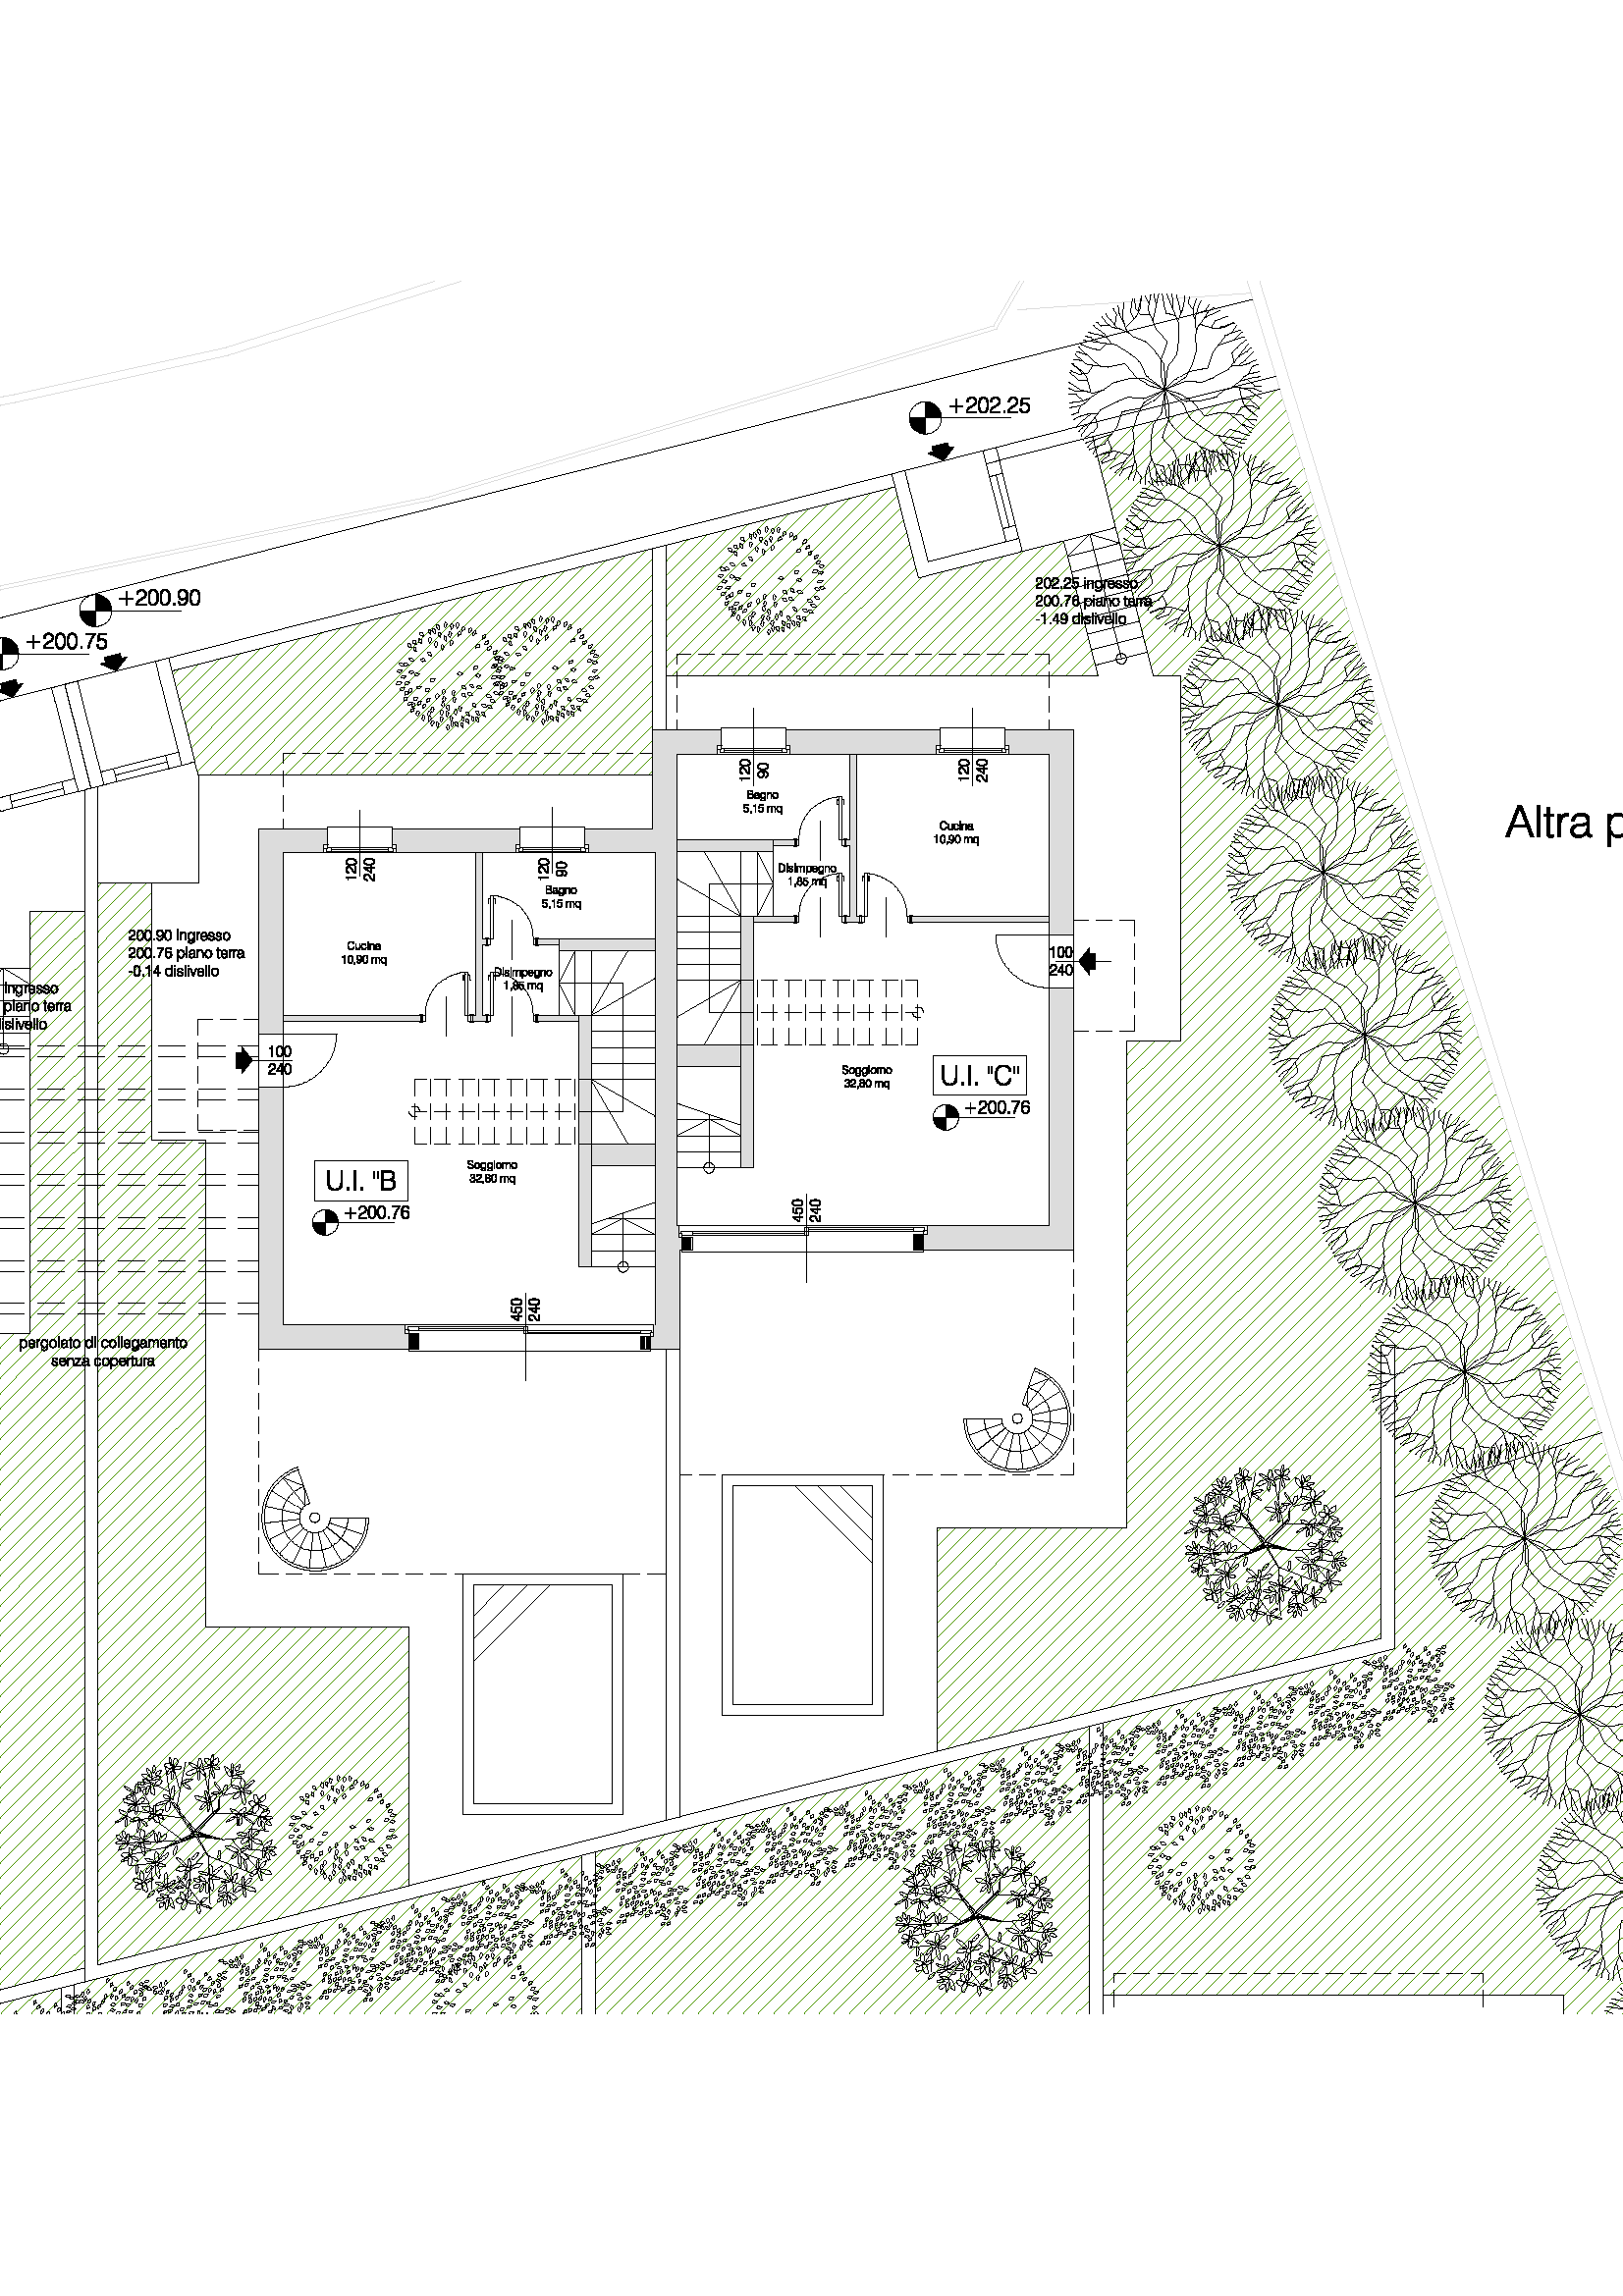 +202.25
202.25 ingresso
200.76 piano terra
-1.49 dislivello
+200.90
+200.75
120
90
120
240
Bagno
5,15 mq
Cucina
10,90 mq
Altra p
120
240
120
90
Disimpegno
1,85 mq
Bagno
5,15 mq
200.90 ingresso
200.76 piano terra
-0.14 dislivello
Cucina
10,90 mq
100
240
Disimpegno
1,85 mq
ingresso
piano terra
islivello
100
240
Soggiorno
32,80 mq
U.I. "C"
+200.76
U.I. "B
Soggiorno
32,80 mq
+200.76
450
240
450
240
pergolato di collegamento
senza copertura